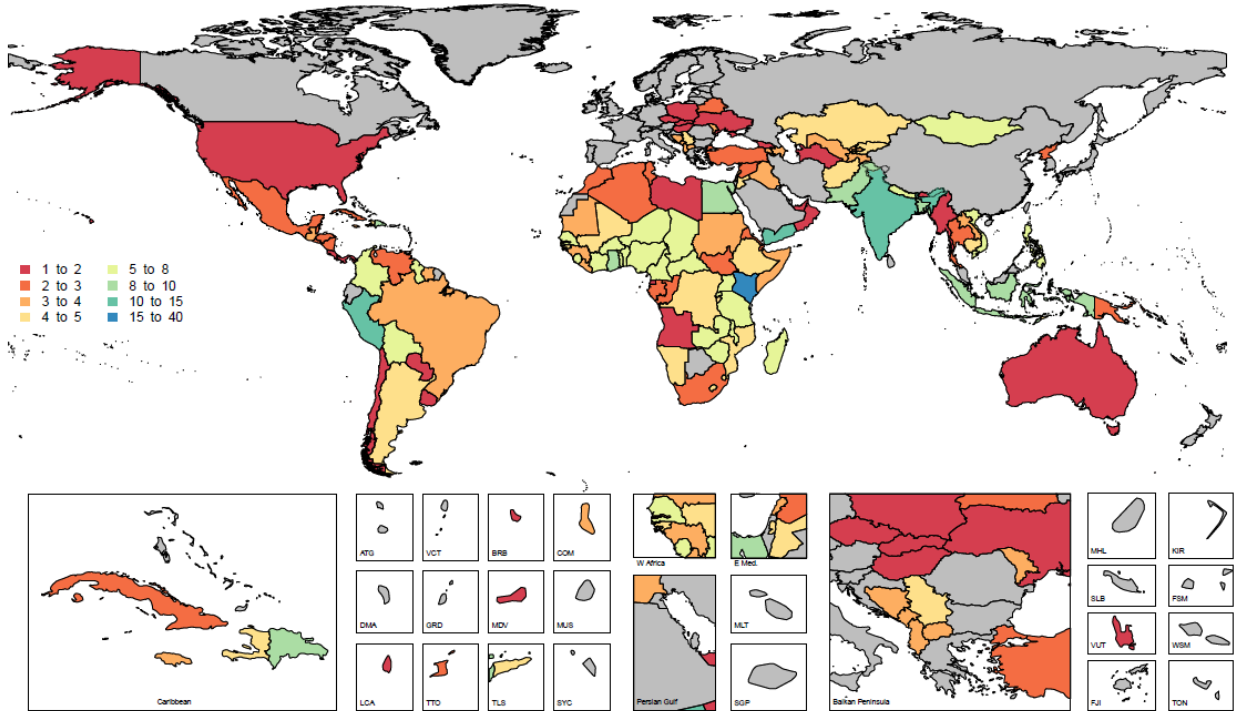 1 to 2
2 to 3
3 to 4
4 to 5
5 to 8
8 to 10
10 to 15
15 to 40
Caribbean
ATG
VCT
BRB
COM
DMA
GRD
MDV
MUS
LCA
TTO
TLS
SYC
W Africa
E Med.
Persian Gulf
MLT
SGP
Balkan Peninsula
MHL
KIR
SLB
FSM
VUT
WSM
FJI
TON